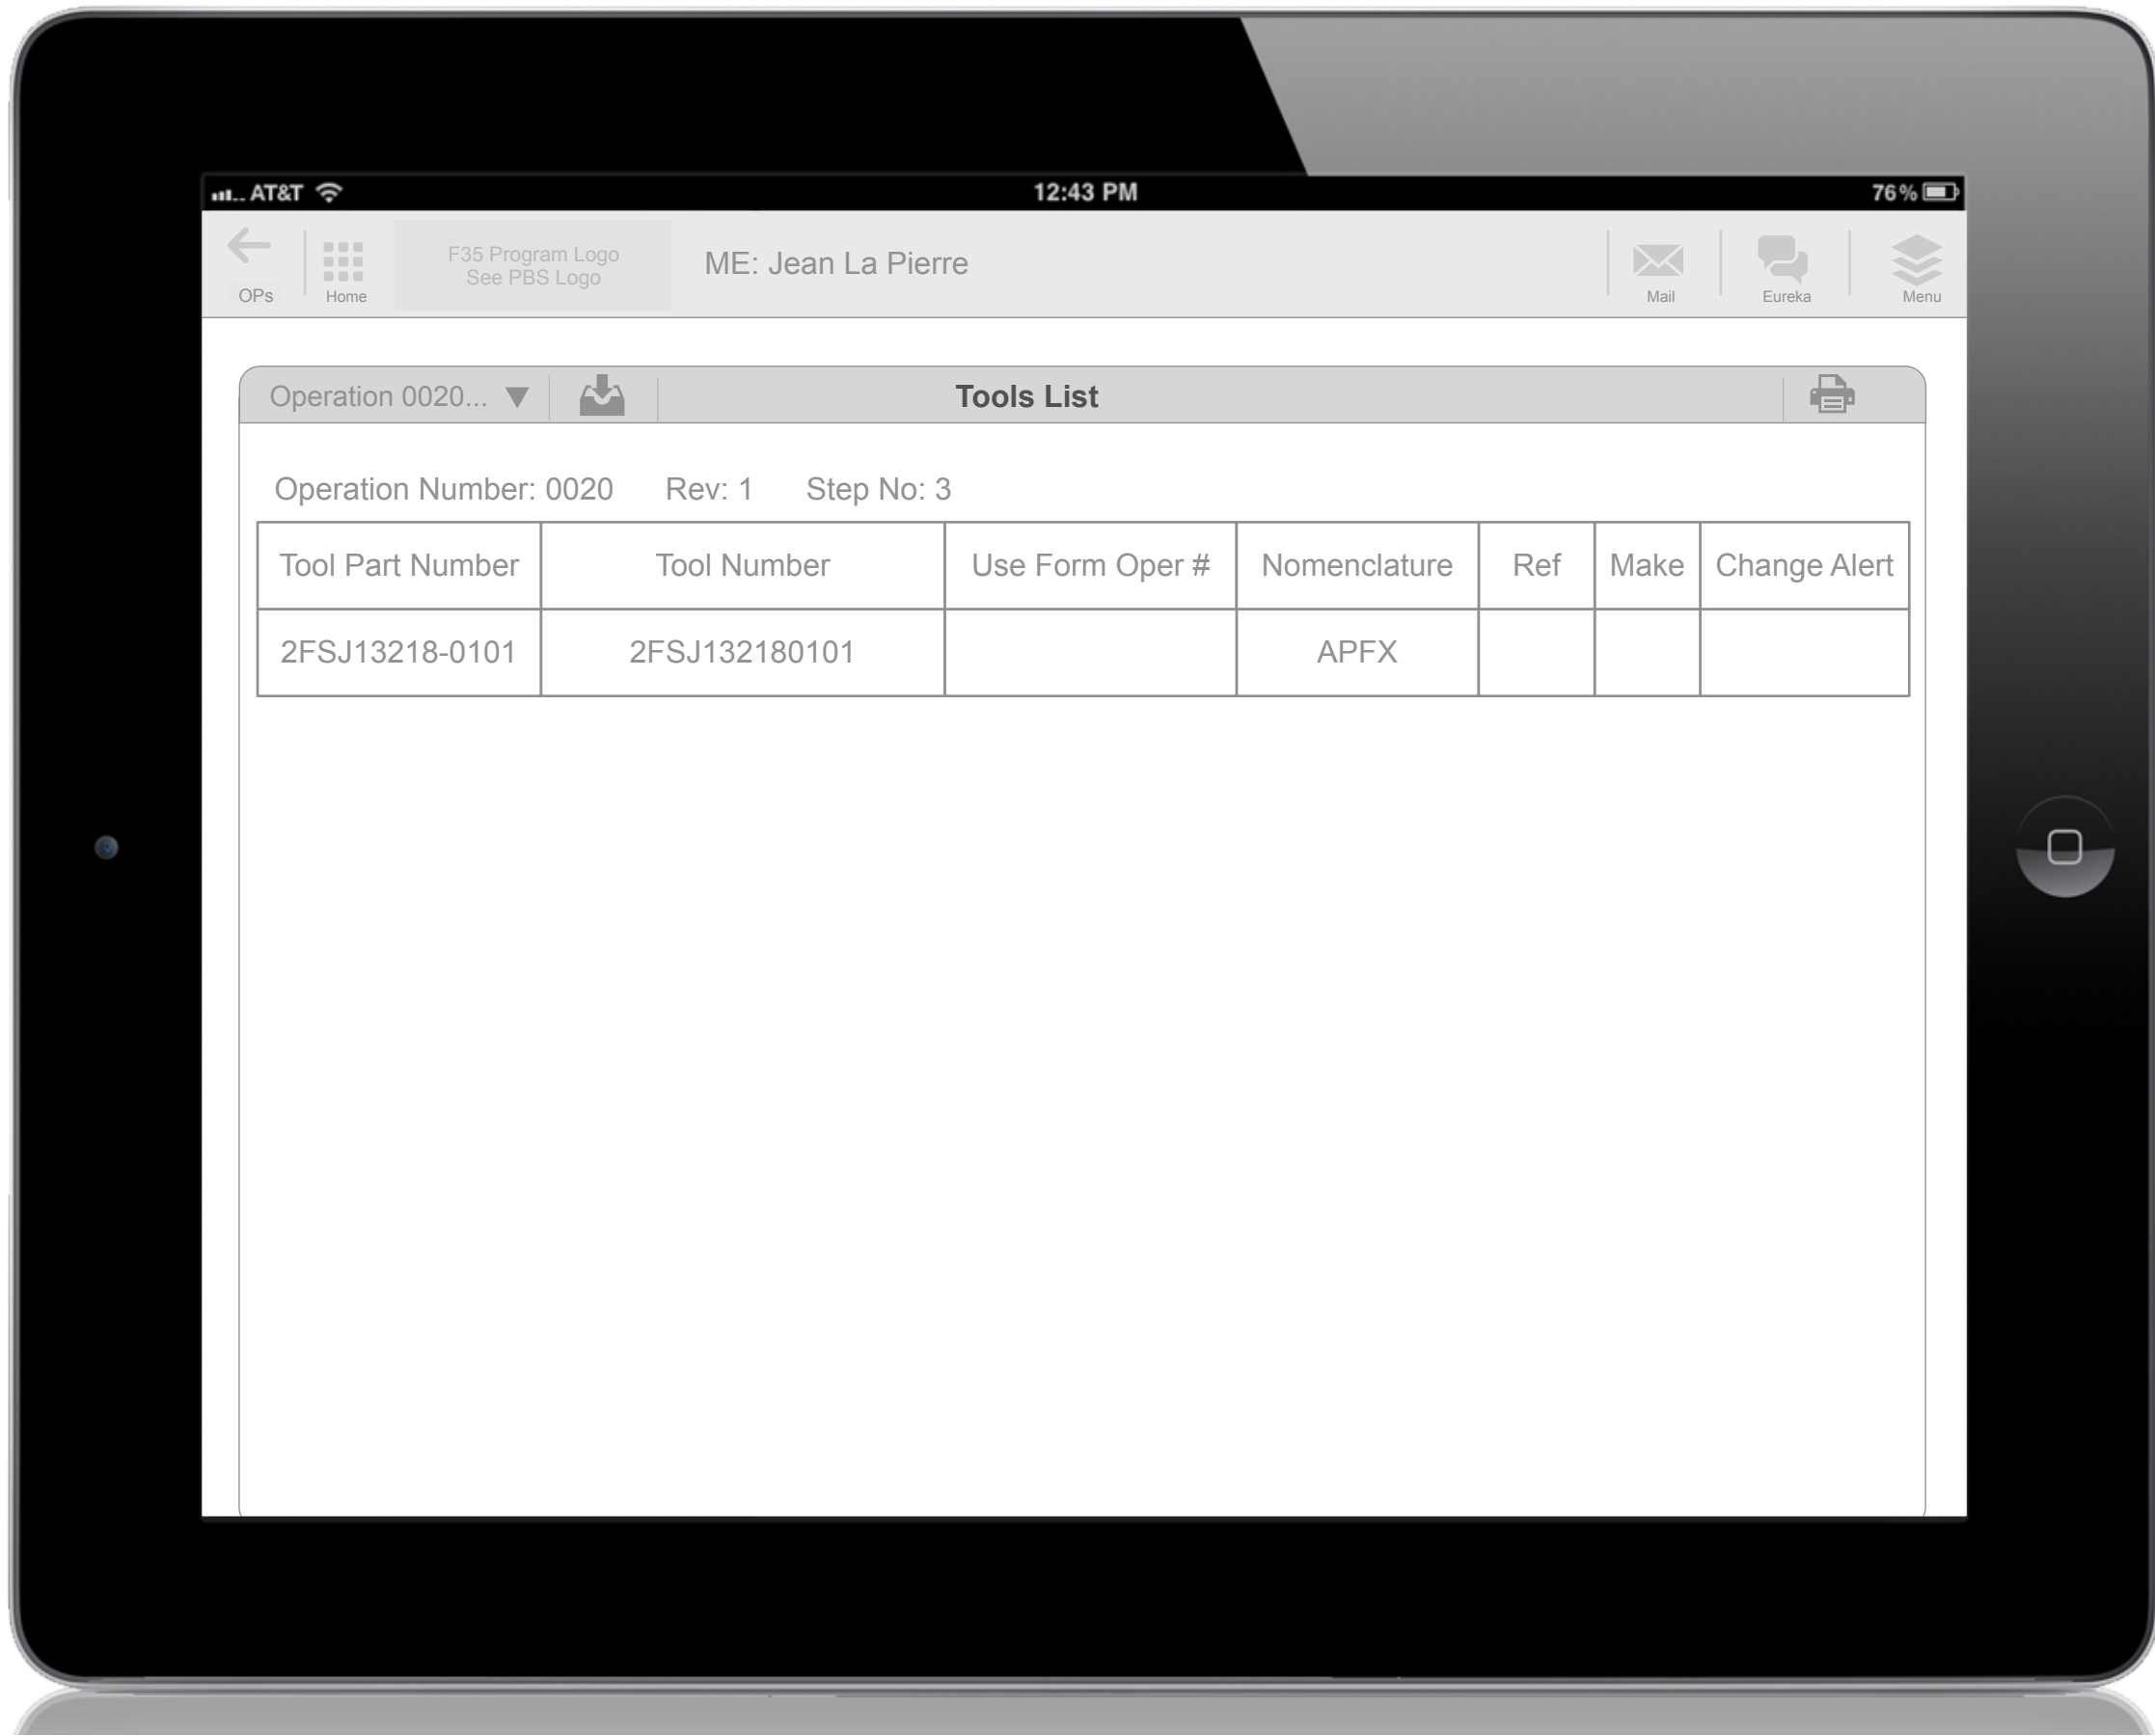 AT&T 12:43 PM 76%
OPs Home F35 Program Logo ME: Jean La Pierre Mail Eureka Menu
See PBS Logo
Operation 0020... Tools List
Operation Number: 0020 Rev: 1 Step No: 3
Tool Part Number Tool Number Use Form Oper # Nomenclature Ref Make Change Alert
2FSJ13218-0101 2FSJ132180101 APFX